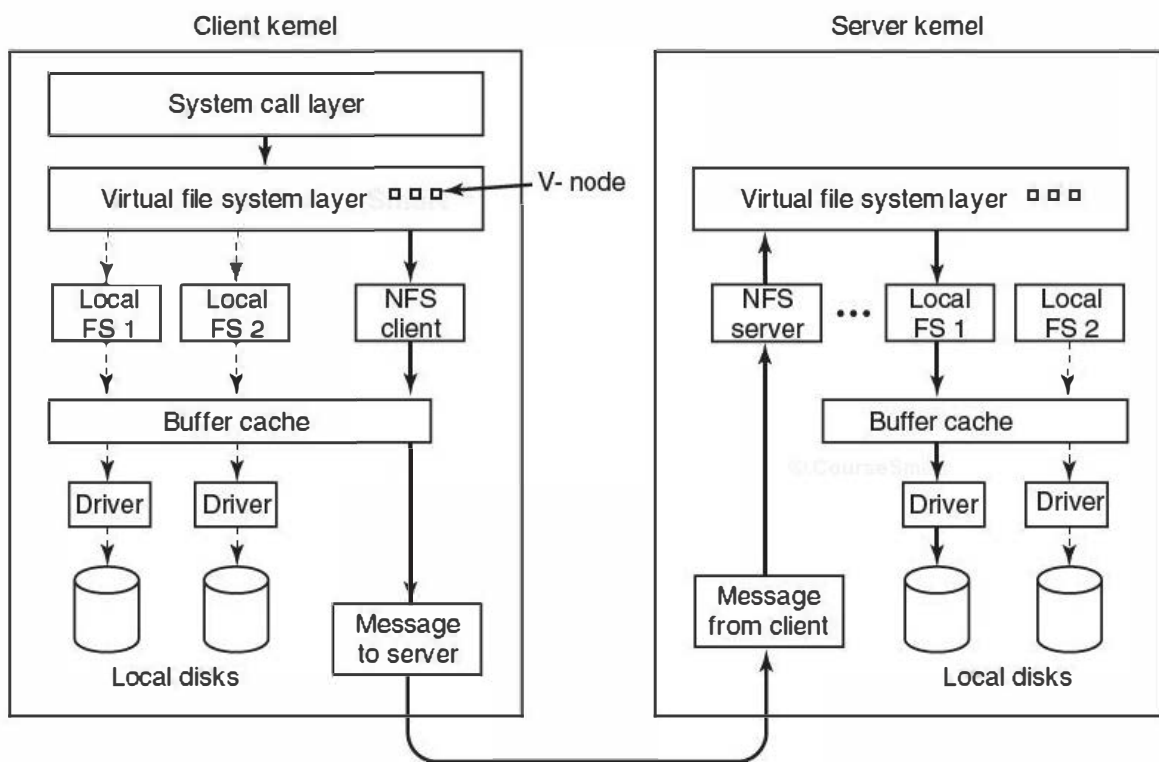 Client kernel
Server kernel
System call layer
Virtual file system layer
V- node
Virtual file system layer
Local
FS 1
Local
FS 2
NFS
client
NFS
server
Local
FS 1
Local
FS 2
Buffer cache
Buffer cache
Driver
Driver
Driver
Driver
Message
to server
Message
from client
Local disks
Local disks